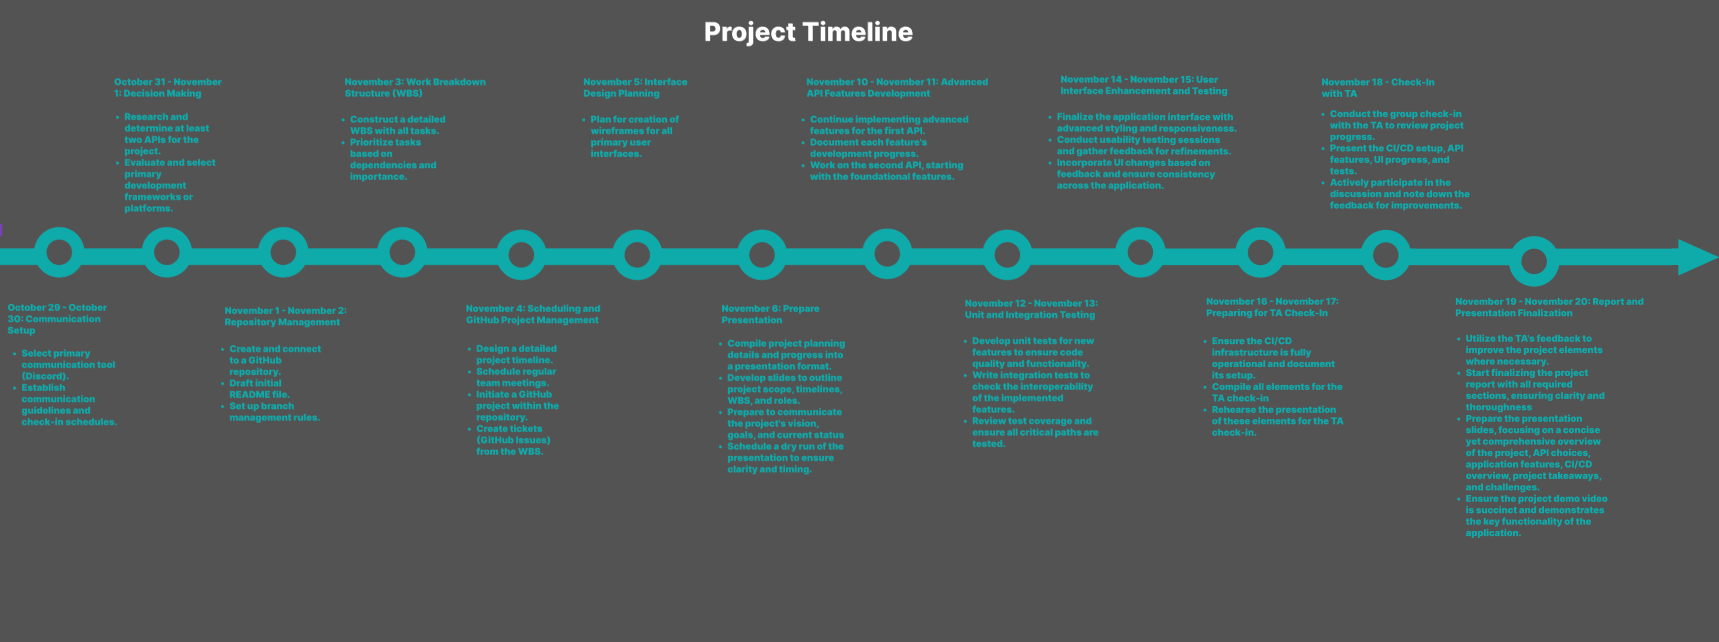 Project Timeline
October 31 - November
1: Decision Making
• Research and
determine at least
two APIs for the
project.
• Evaluate and select
primary
development
frameworks or
platforms.
November 3: Work Breakdown
Structure (WBS)
• Construct a detailed
WBS with all tasks.
• Prioritize tasks
based on
dependencies and
importance.
November 5: Interface
Design Planning
• Plan for creation of
wireframes for all
primary user
interfaces.
November 10 - November 11: Advanced
API Features Development
• Continue implementing advanced
features for the first API.
• Document each feature's
development progress.
• Work on the second API, starting
with the foundational features.
November 14 - November 15: User
Interface Enhancement and Testing
• Finalize the application interface with
advanced styling and responsiveness.
• Conduct usability testing sessions
and gather feedback for refinements.
• Incorporate UI changes based on
feedback and ensure consistency
across the application.
November 18 - Check-In
with TA
• Conduct the group check-in
with the TA to review project
progress.
• Present the CI/CD setup, API
features, UI progress, and
tests.
• Actively participate in the
discussion and note down the
feedback for improvements.
October 29 - October
30: Communication
Setup
• Select primary
communication tool
(Discord).
• Establish
communication
guidelines and
check-in schedules.
November 1 - November 2:
Repository Management
• Create and connect
to a GitHub
repository.
• Draft initial
README file.
• Set up branch
management rules.
November 4: Scheduling and
GitHub Project Management
• Design a detailed
project timeline.
• Schedule regular
team meetings.
• Initiate a GitHub
project within the
repository.
• Create tickets
(GitHub Issues)
from the WBS.
November 6: Prepare
Presentation
• Compile project planning
details and progress into
a presentation format.
• Develop slides to outline
project scope, timelines,
WBS, and roles.
• Prepare to communicate
the project's vision,
goals, and current status
• Schedule a dry run of the
presentation to ensure
clarity and timing.
November 12 - November 13:
Unit and Integration Testing
• Develop unit tests for new
features to ensure code
quality and functionality.
• Write integration tests to
check the interoperability
of the implemented
features.
• Review test coverage and
ensure all critical paths are
tested.
November 16 - November 17:
Preparing for TA Check-In
• Ensure the CI/CD
infrastructure is fully
operational and document
its setup.
• Compile all elements for the
TA check-in
• Rehearse the presentation
of these elements for the TA
check-in.
November 19 - November 20: Report and
Presentation Finalization
• Utilize the TA's feedback to
improve the project elements
where necessary.
• Start finalizing the project
report with all required
sections, ensuring clarity and
thoroughness
• Prepare the presentation
slides, focusing on a concise
yet comprehensive overview
of the project, API choices,
application features, CI/CD
overview, project takeaways,
and challenges.
• Ensure the project demo video
is succinct and demonstrates
the key functionality of the
application.